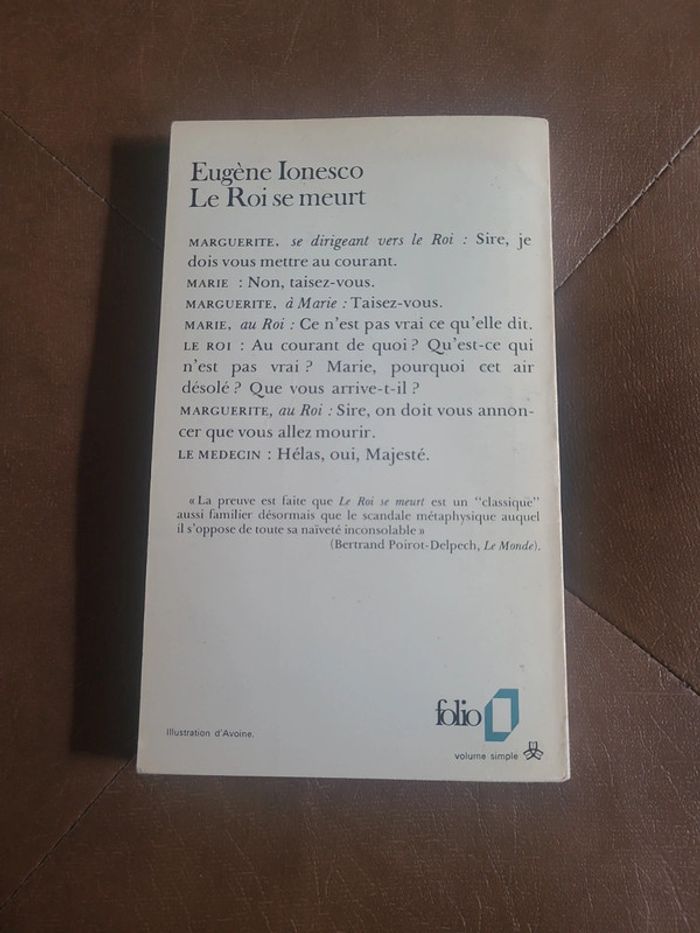 Eugène Ionesco
Le Roi se meurt
MARGUERITE, se dirigeant vers le Roi : Sire, je
dois vous mettre au courant.
MARIE : Non, taisez-vous.
MARGUERITE, à Marie : Taisez-vous.
MARIE, au Roi : Ce n'est pas vrai ce qu'elle dit.
LE ROI : Au courant de quoi ? Qu'est-ce qui
n'est pas vrai ? Marie, pourquoi cet air
désolé ? Que vous arrive-t-il ?
MARGUERITE, au Roi : Sire, on doit vous annon-
cer que vous allez mourir.
LE MEDECIN : Hélas, oui, Majesté.
« La preuve est faite que Le Roi se meurt est un "classique"
aussi familier désormais que le scandale métaphysique auquel
il s'oppose de toute sa naïveté inconsolable »
(Bertrand Poirot-Delpech, Le Monde).
folio
Illustration d'Avoine.
volume simple